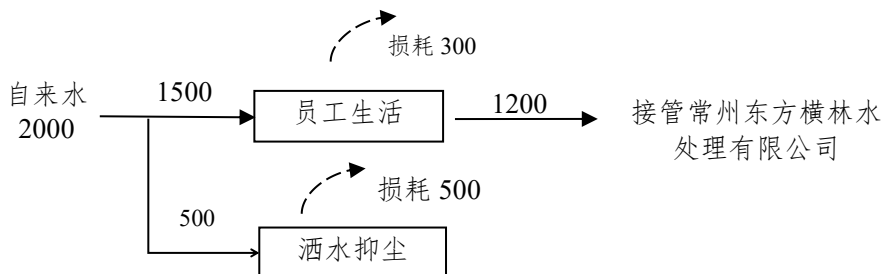 损耗 300
自来水
2000
1500
员工生活
1200
接管常州东方横林水
处理有限公司
损耗 500
500
洒水抑尘